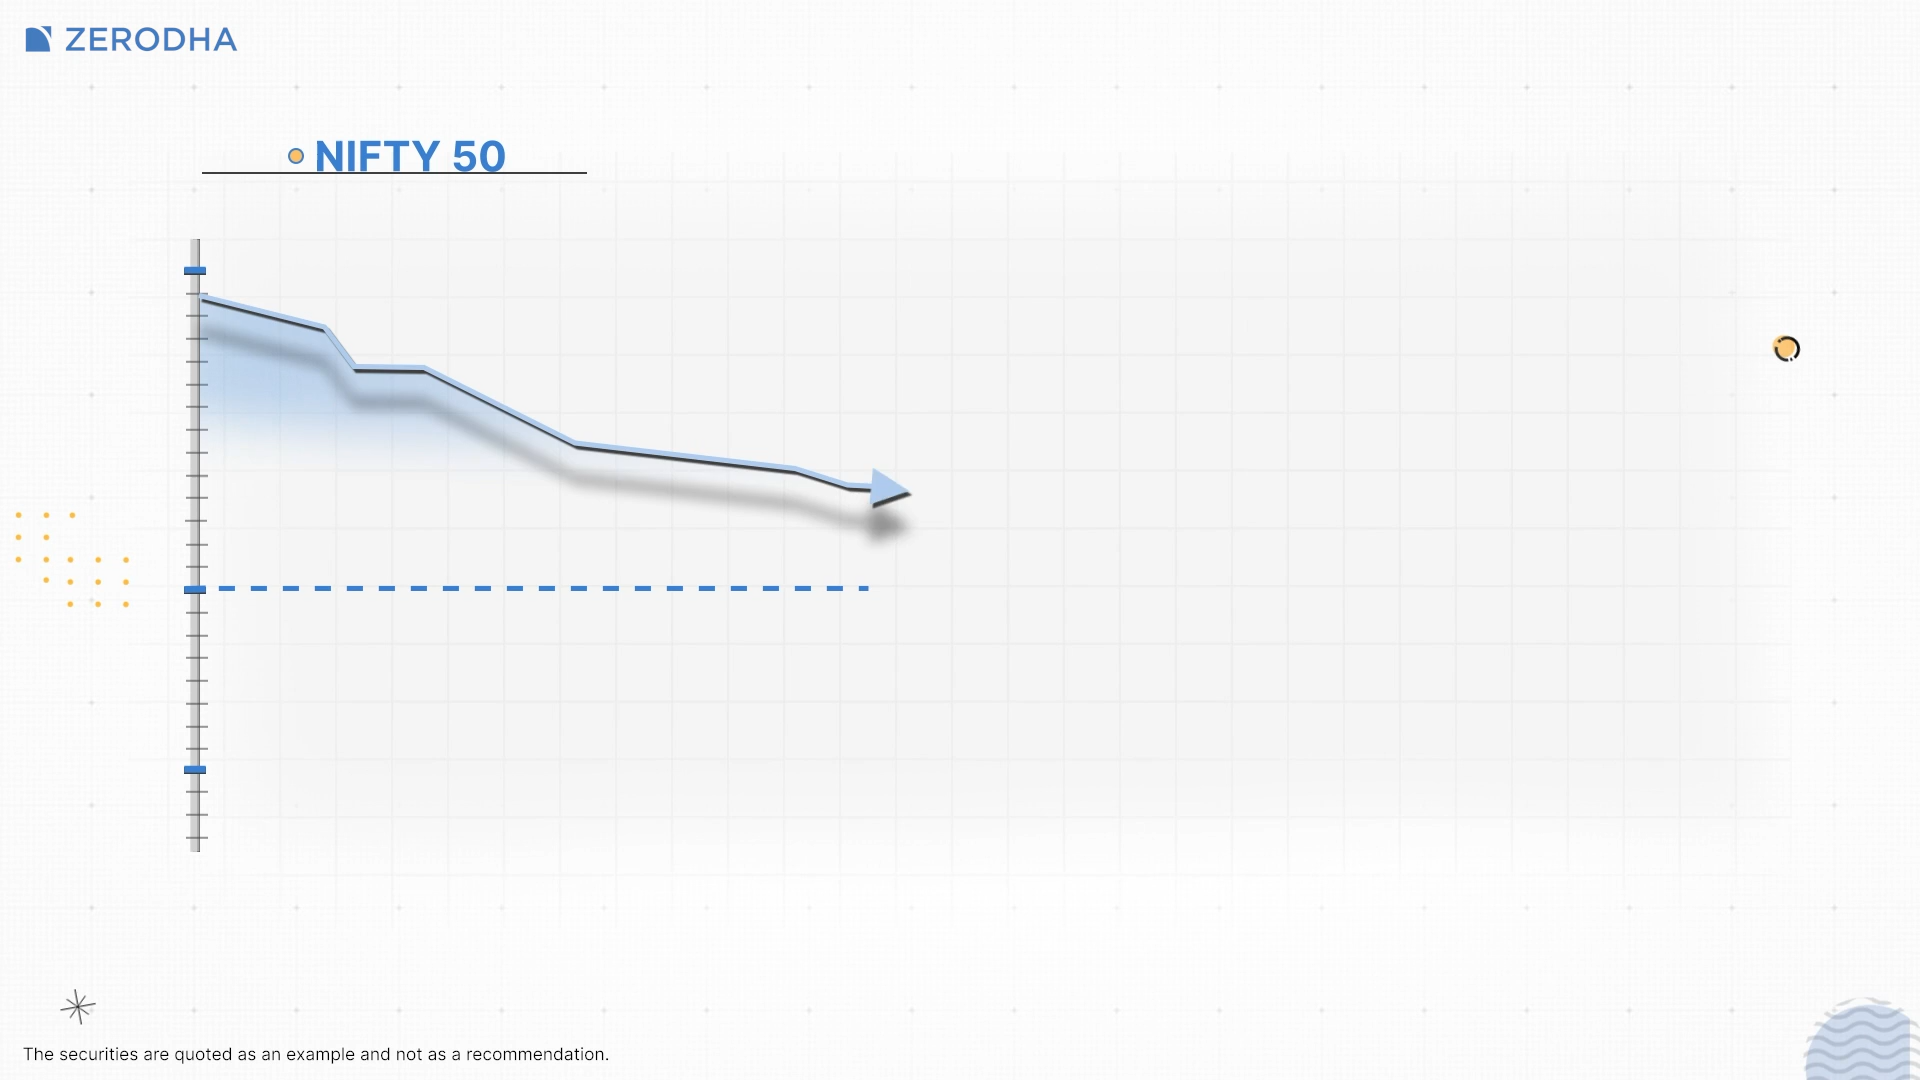 ZERODHA
NIFTY 50
The securities are quoted as an example and not as a recommendation.